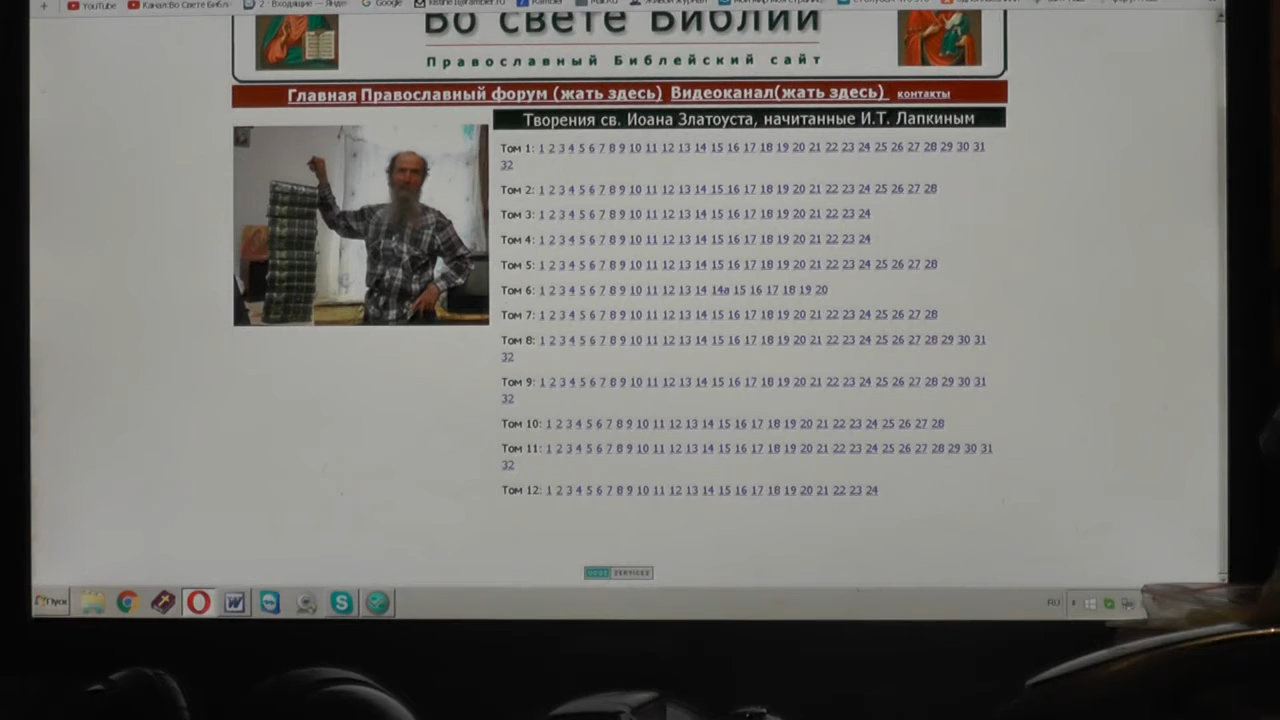 YouTube Канал:Во Свете Библ 2 · Входящие — Янде Google Rambler
Во свете Библии
Православный Библейский сайт
Главная Православный форум (жать здесь) Видеоканал(жать здесь) контакты
Творения св. Иоана Златоуста, начитанные И.Т. Лапкиным
Том 1: 1 2 3 4 5 6 7 8 9 10 11 12 13 14 15 16 17 18 19 20 21 22 23 24 25 26 27 28 29 30 31
32
Том 2: 1 2 3 4 5 6 7 8 9 10 11 12 13 14 15 16 17 18 19 20 21 22 23 24 25 26 27 28
Том 3: 1 2 3 4 5 6 7 8 9 10 11 12 13 14 15 16 17 18 19 20 21 22 23 24
Том 4: 1 2 3 4 5 6 7 8 9 10 11 12 13 14 15 16 17 18 19 20 21 22 23 24
Том 5: 1 2 3 4 5 6 7 8 9 10 11 12 13 14 15 16 17 18 19 20 21 22 23 24 25 26 27 28
Том 6: 1 2 3 4 5 6 7 8 9 10 11 12 13 14 14а 15 16 17 18 19 20
Том 7: 1 2 3 4 5 6 7 8 9 10 11 12 13 14 15 16 17 18 19 20 21 22 23 24 25 26 27 28
Том 8: 1 2 3 4 5 6 7 8 9 10 11 12 13 14 15 16 17 18 19 20 21 22 23 24 25 26 27 28 29 30 31
32
Том 9: 1 2 3 4 5 6 7 8 9 10 11 12 13 14 15 16 17 18 19 20 21 22 23 24 25 26 27 28 29 30 31
32
Том 10: 1 2 3 4 5 6 7 8 9 10 11 12 13 14 15 16 17 18 19 20 21 22 23 24 25 26 27 28
Том 11: 1 2 3 4 5 6 7 8 9 10 11 12 13 14 15 16 17 18 19 20 21 22 23 24 25 26 27 28 29 30 31
32
Том 12: 1 2 3 4 5 6 7 8 9 10 11 12 13 14 15 16 17 18 19 20 21 22 23 24
SERVICES
Пуск RU